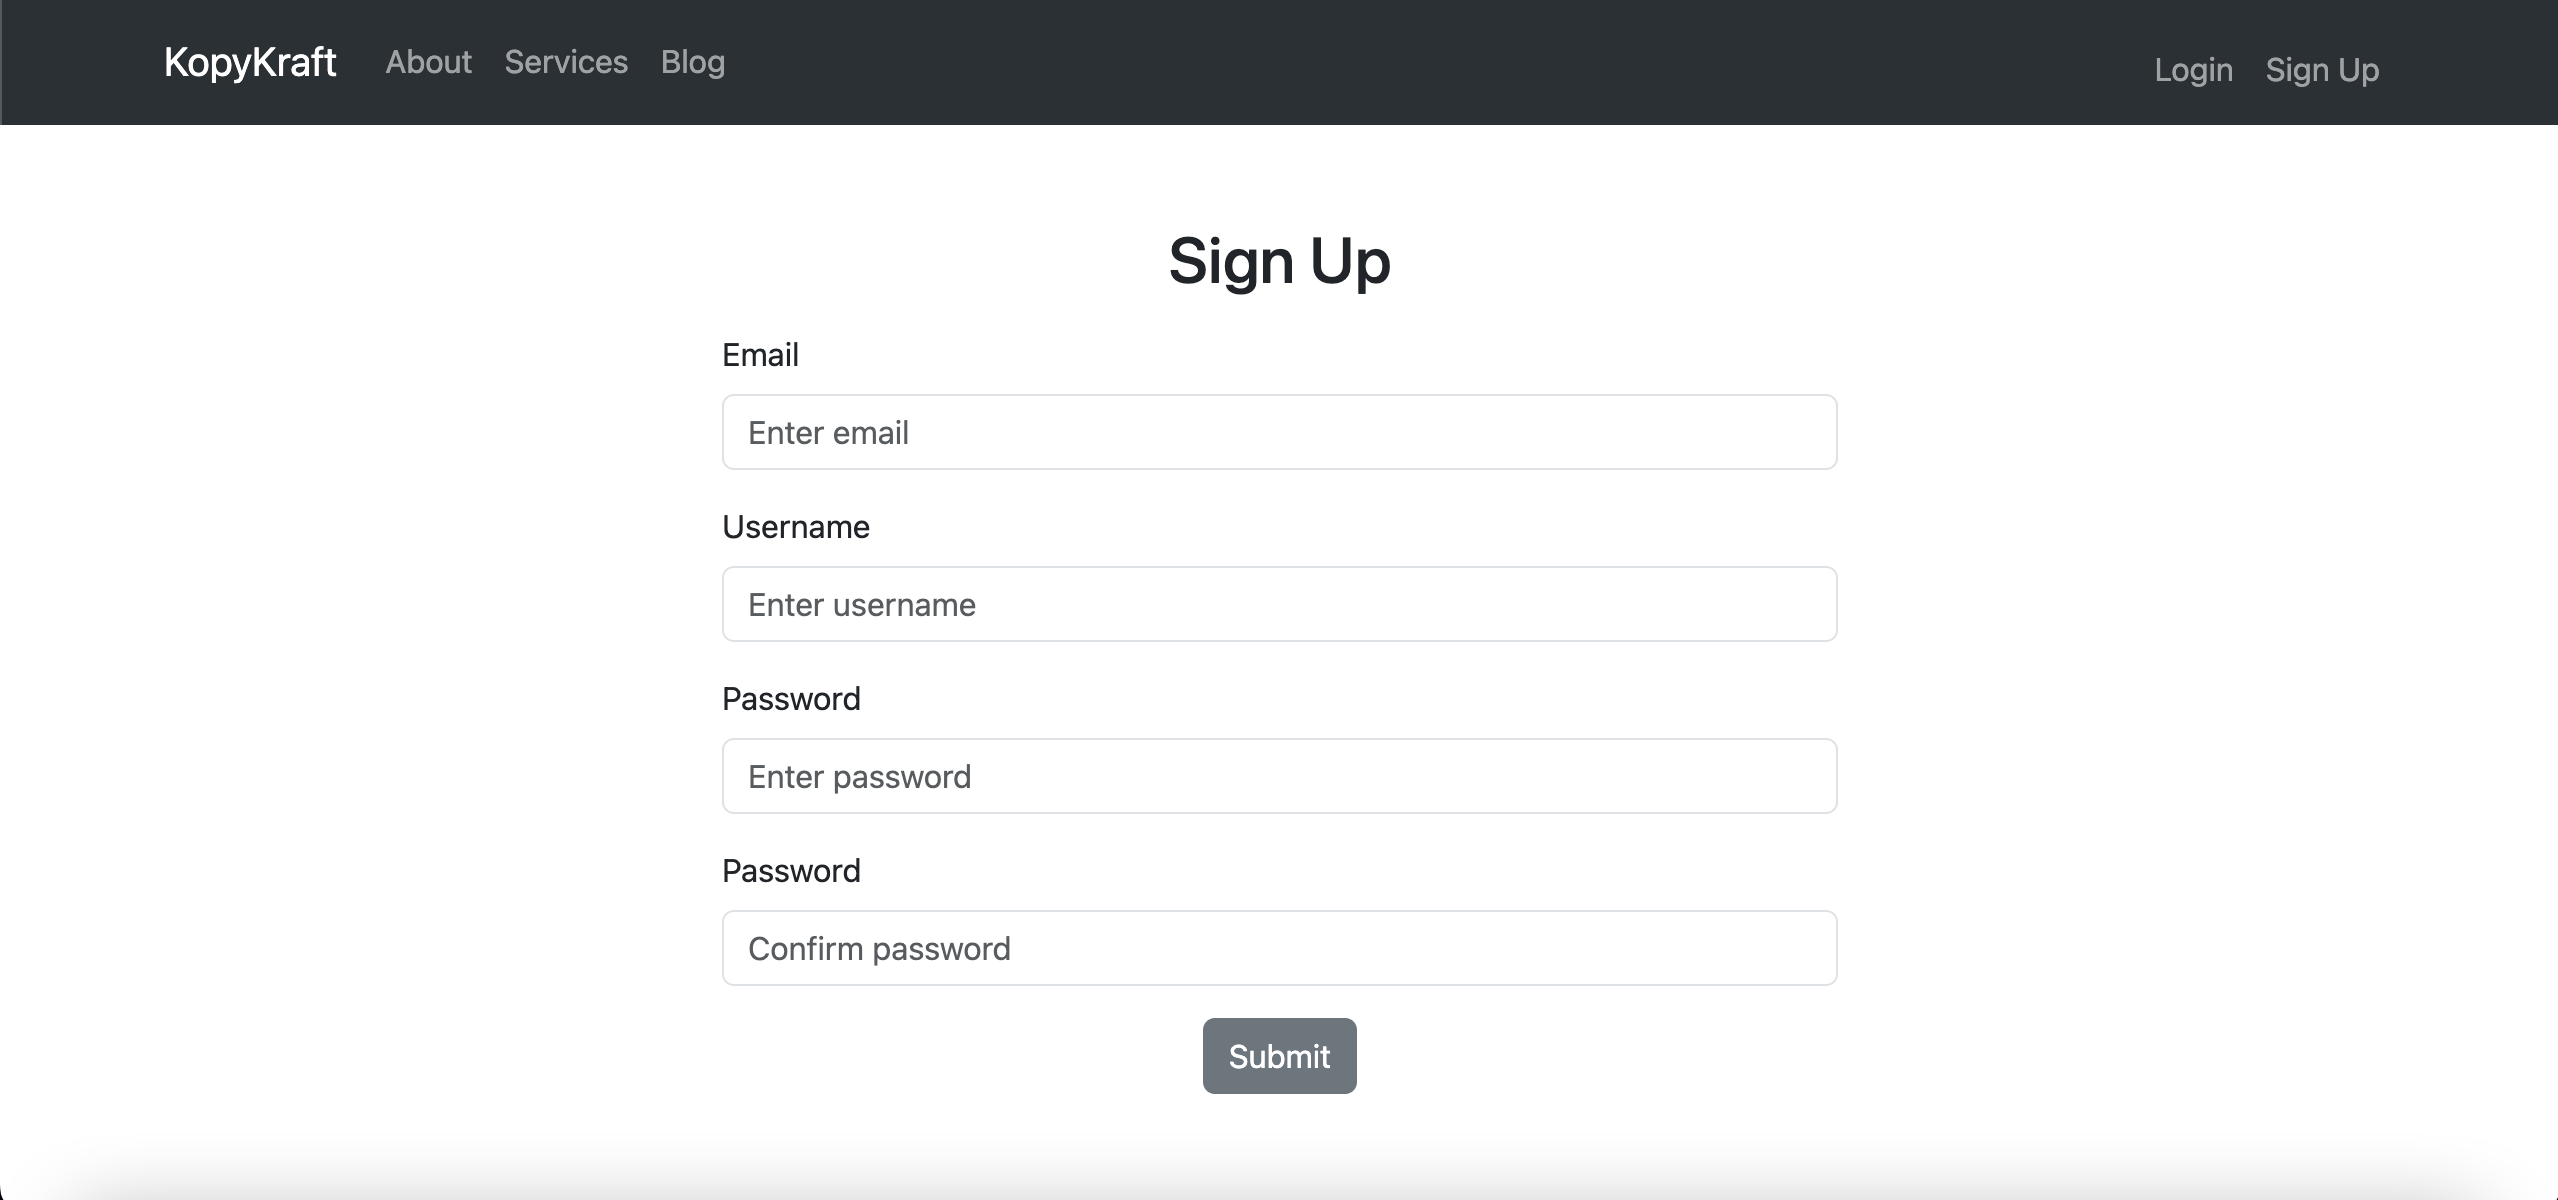 KopyKraft About Services Blog Login Sign Up
Sign Up
Email
Enter email
Username
Enter username
Password
Enter password
Password
Confirm password
Submit